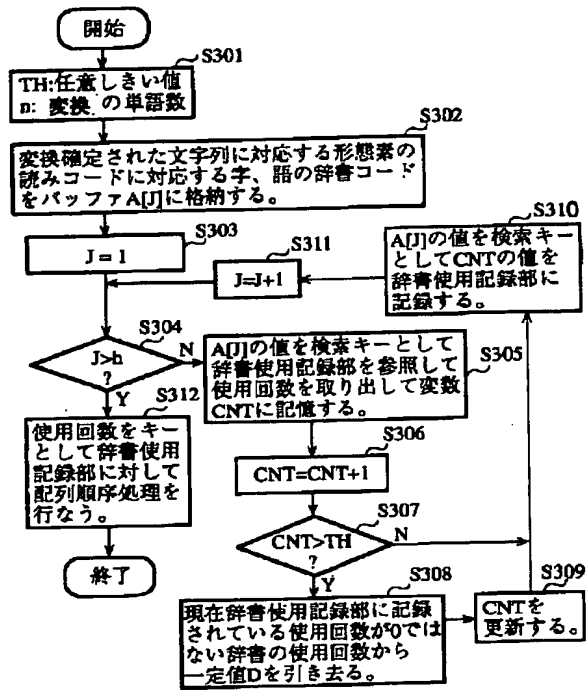 開始
S301
TH:任意しきい値
n: 変換 の単語数
S302
変換確定された文字列に対応する形態素の
読みコードに対応する字、語の辞書コード
をバッファA[J]に格納する。
S303
J = 1
S311
J=J+1
S310
A[J]の値を検索キー
としてCNTの値を
辞書使用記録部に
記録する。
S304
J>n
?
N
Y
S305
A[J]の値を検索キーとして
辞書使用記録部を参照して
使用回数を取り出して変数
CNTに記憶する。
S312
使用回数をキー
として辞書使用
記録部に対して
配列順序処理を
行なう。
終了
S306
CNT=CNT+1
S307
CNT>TH
?
N
Y
S308
現在辞書使用記録部に記録
されている使用回数が0では
ない辞書の使用回数から
一定値Dを引き去る。
S309
CNTを
更新する。